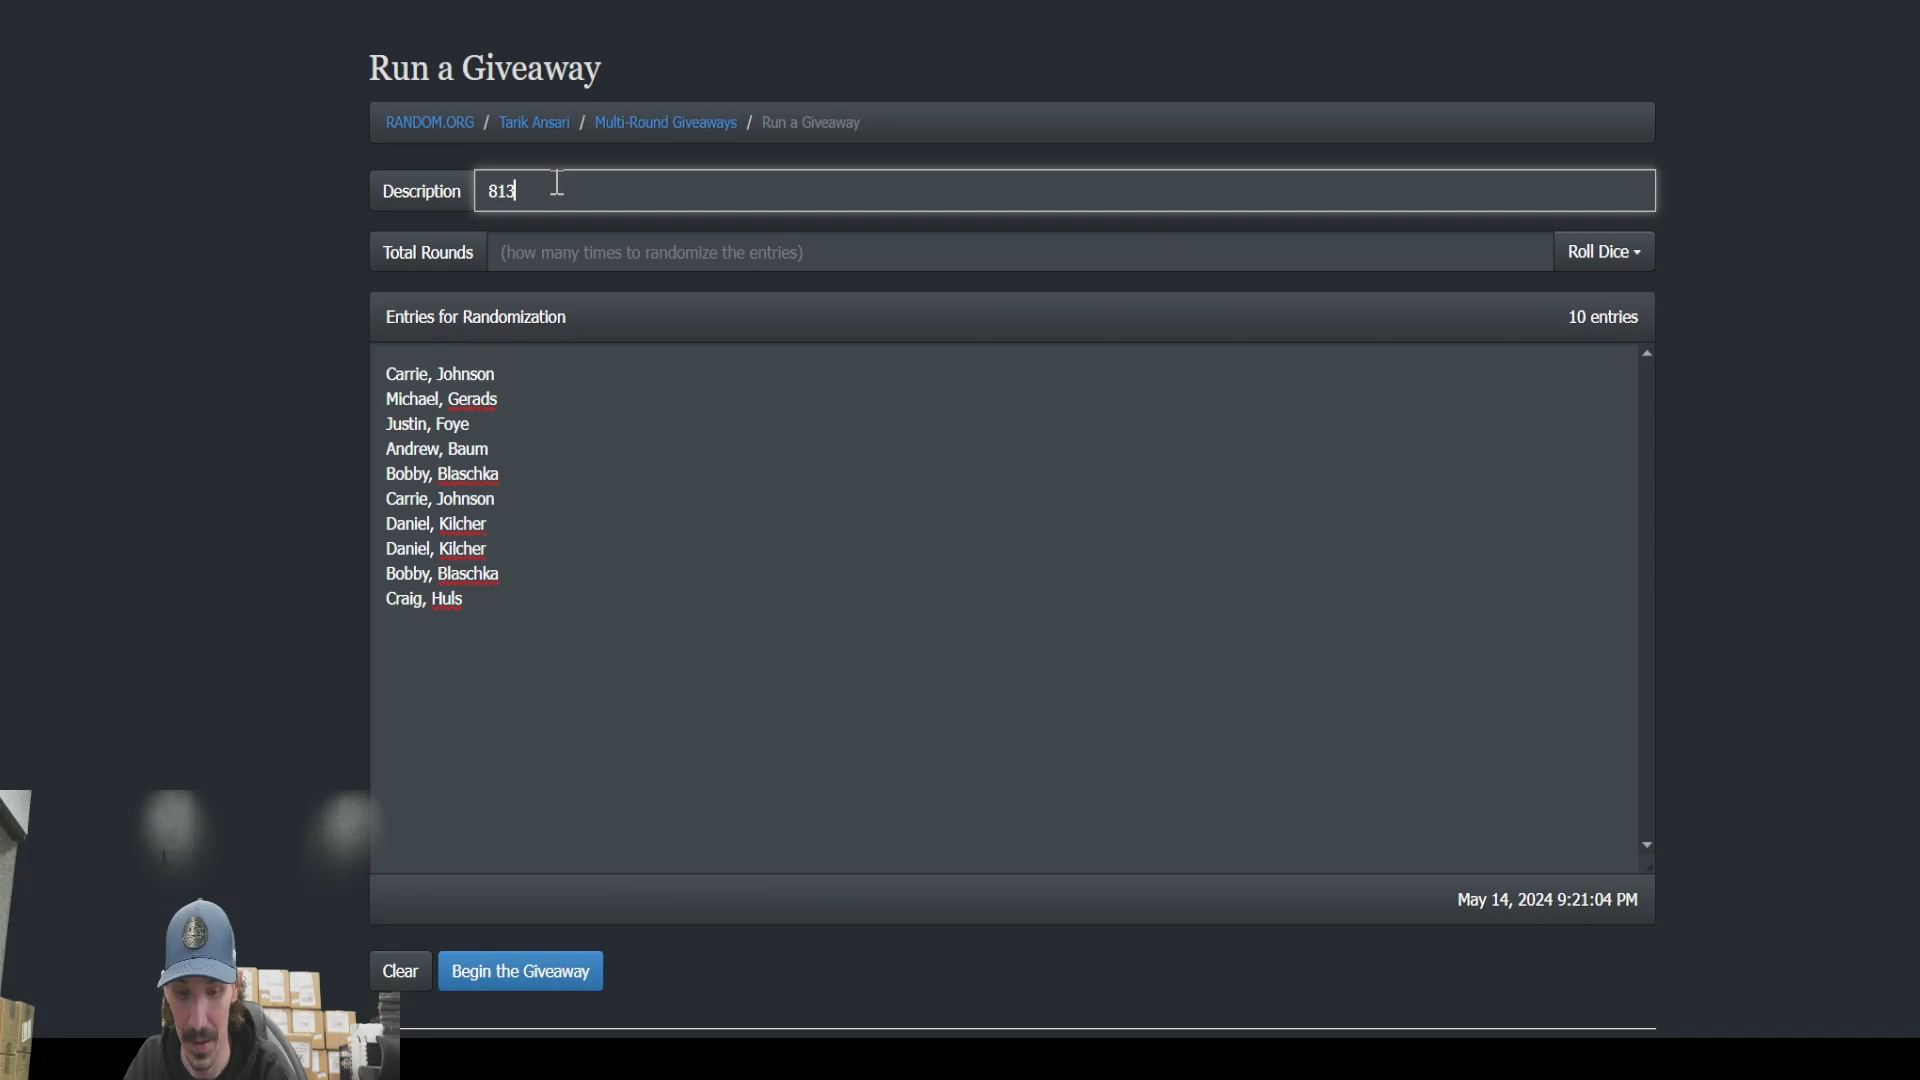 Run a Giveaway
RANDOM.ORG / Tarik Ansari / Multi-Round Giveaways / Run a Giveaway
Description 813
Total Rounds (how many times to randomize the entries) Roll Dice
Entries for Randomization 10 entries
Carrie, Johnson
Michael, Gerads
Justin, Foye
Andrew, Baum
Bobby, Blaschka
Carrie, Johnson
Daniel, Kilcher
Daniel, Kilcher
Bobby, Blaschka
Craig, Huls
May 14, 2024 9:21:04 PM
Clear Begin the Giveaway